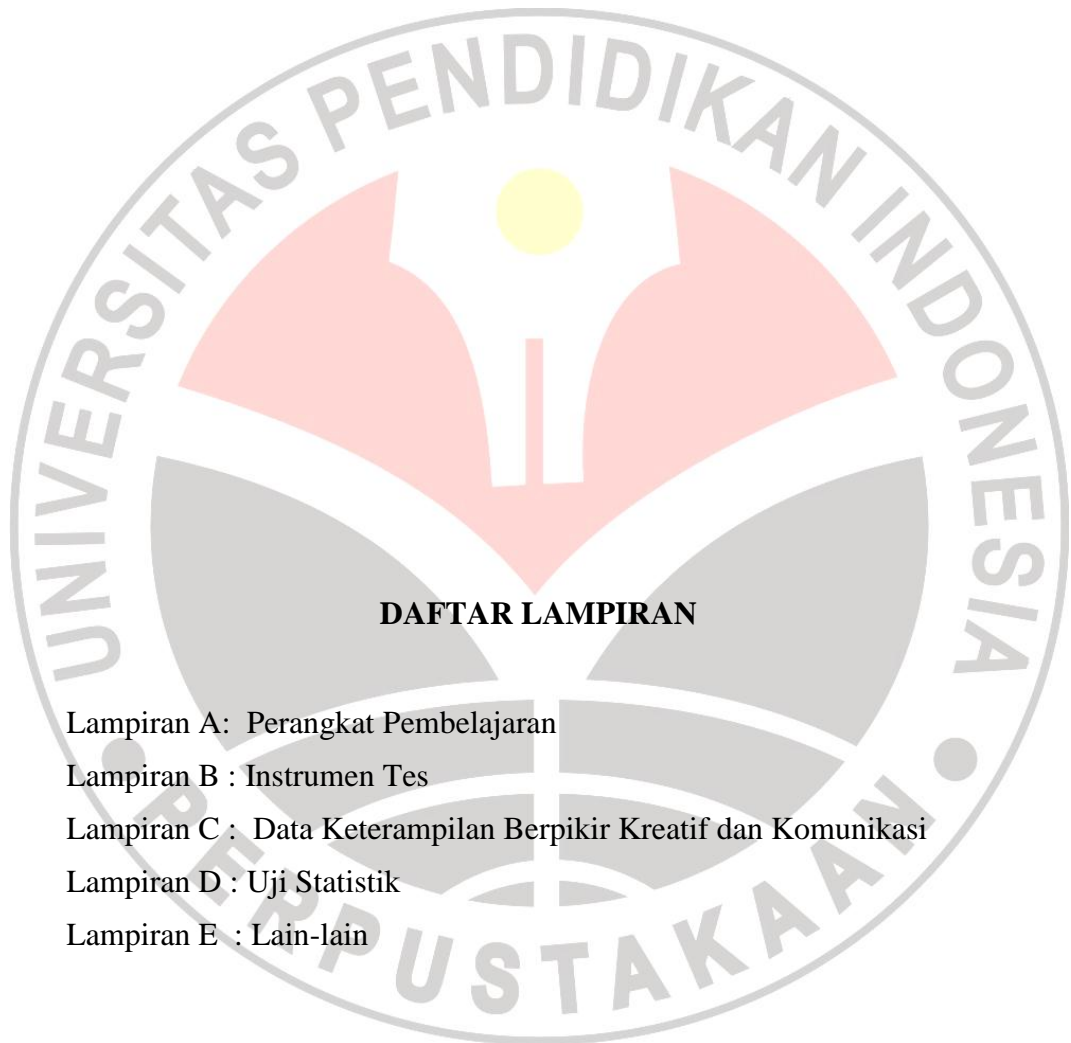 UNIVERSITAS PENDIDIKAN INDONESIA
DAFTAR LAMPIRAN
Lampiran A:  Perangkat Pembelajaran
Lampiran B : Instrumen Tes
Lampiran C :  Data Keterampilan Berpikir Kreatif dan Komunikasi
Lampiran D : Uji Statistik
Lampiran E  : Lain-lain
PERPUSTAKAAN